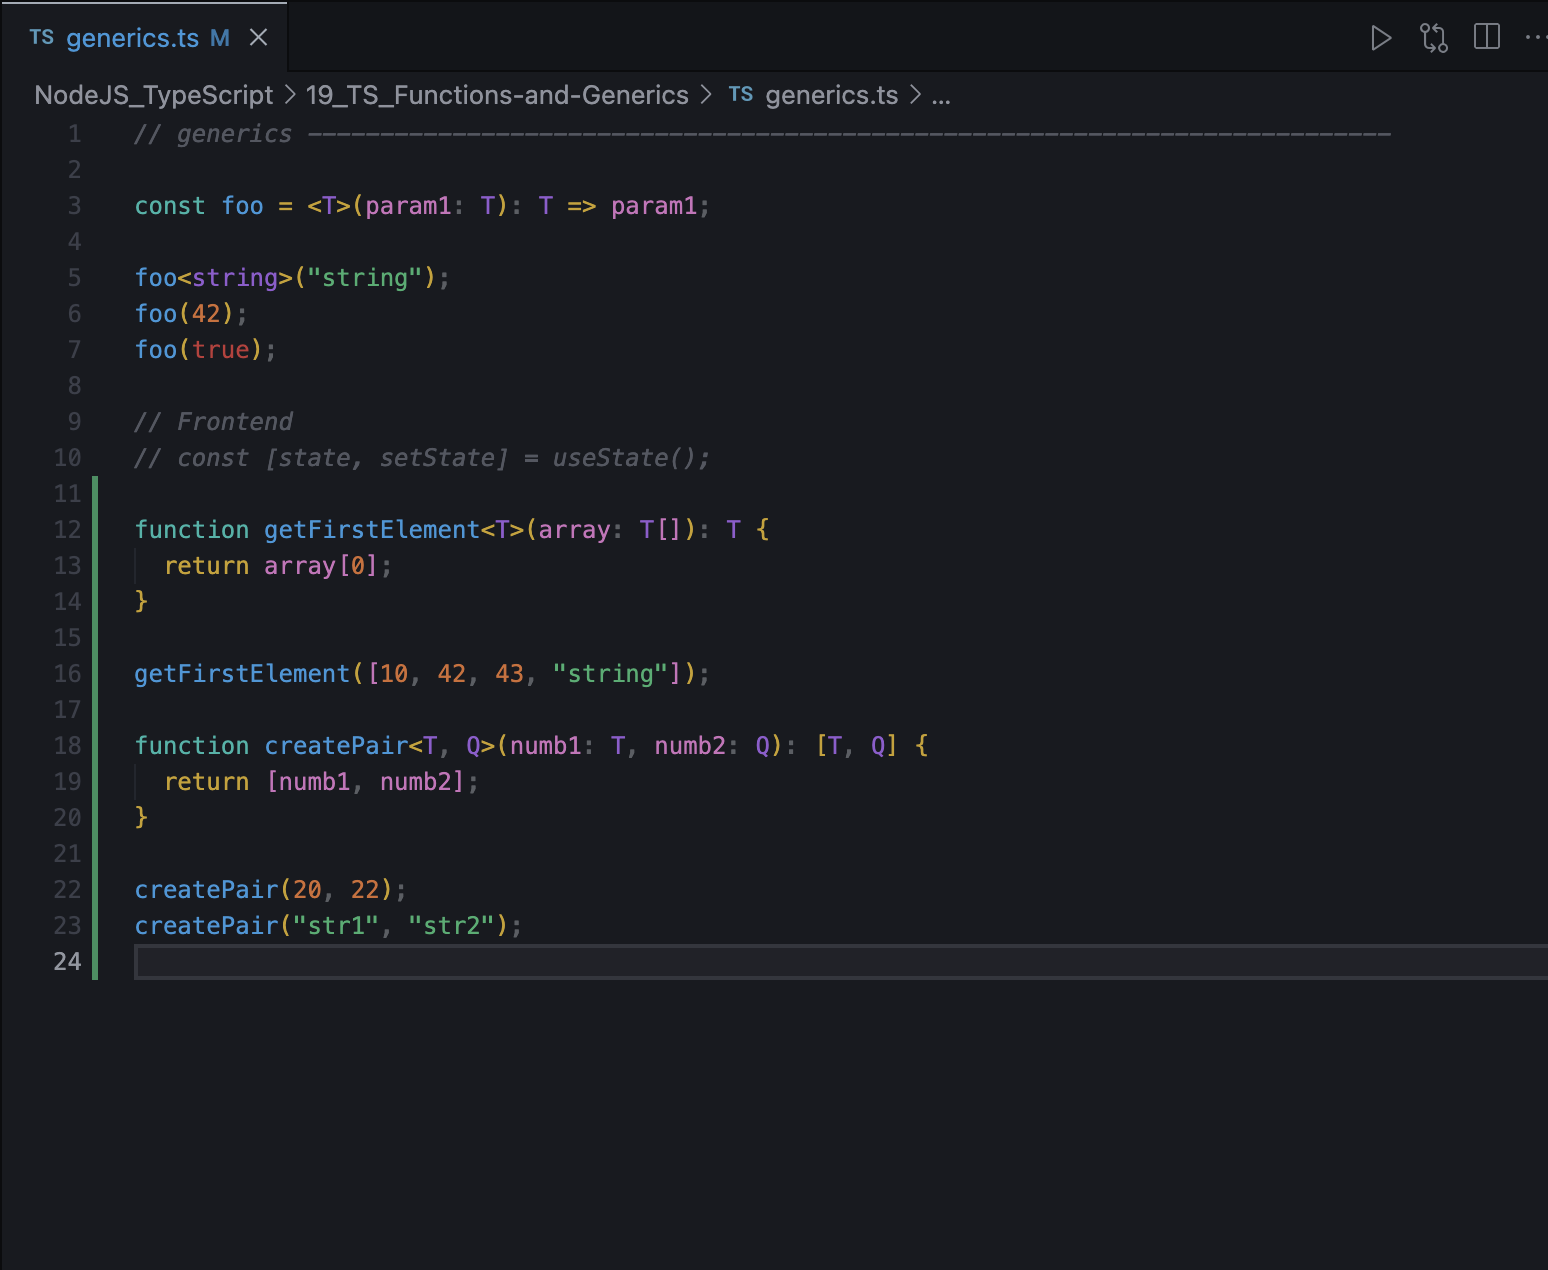 TS generics.ts M
NodeJS_TypeScript > 19_TS_Functions-and-Generics > TS generics.ts > ...
1 // generics ---------------------------------------------------------------------------
2
3 const foo = <T>(param1: T): T => param1;
4
5 foo<string>("string");
6 foo(42);
7 foo(true);
8
9 // Frontend
10 // const [state, setState] = useState();
11
12 function getFirstElement<T>(array: T[]): T {
13   return array[0];
14 }
15
16 getFirstElement([10, 42, 43, "string"]);
17
18 function createPair<T, Q>(numb1: T, numb2: Q): [T, Q] {
19   return [numb1, numb2];
20 }
21
22 createPair(20, 22);
23 createPair("str1", "str2");
24